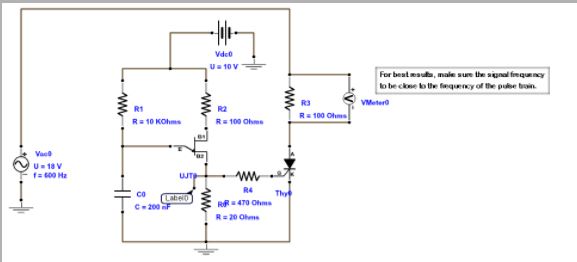 Vdc0
U = 10 V
For best results, make sure the signal frequency
to be close to the frequency of the pulse train.
R1
R = 10 KOhms
R2
R = 100 Ohms
R3
R = 100 Ohms
VMeter0
B1
E
B2
Vac0
U = 18 V
f = 600 Hz
UJT0
A
G
K
R4
R = 470 Ohms
Thy0
C0
C = 200 nF
Label0
R0
R = 20 Ohms